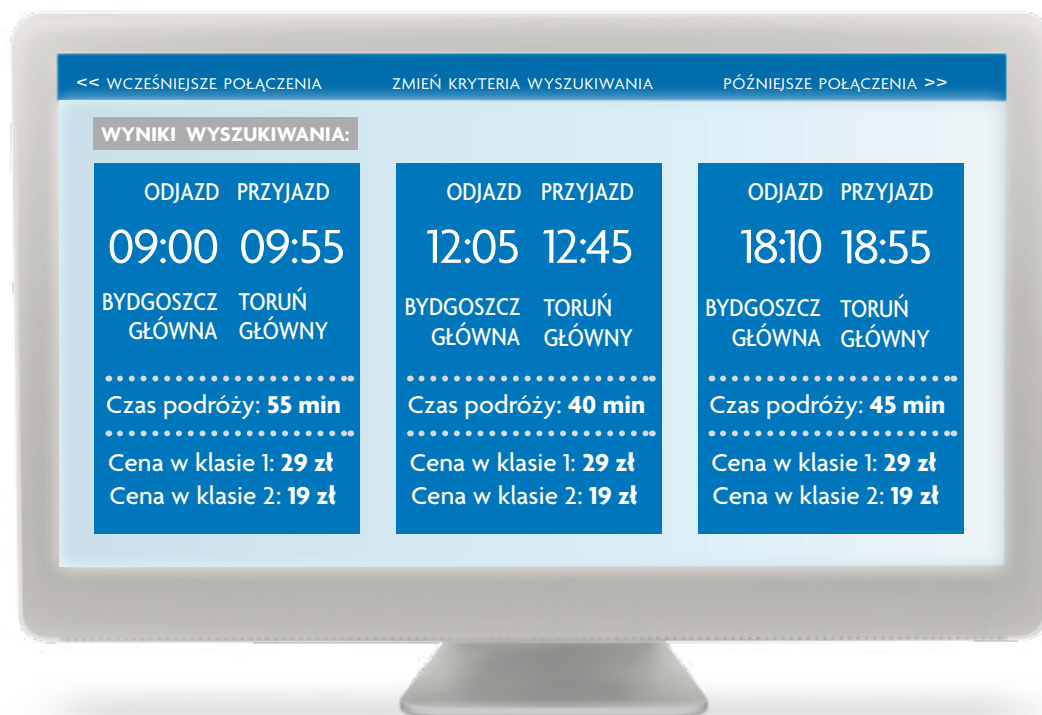 << WCZEŚNIEJSZE POŁĄCZENIA ZMIEŃ KRYTERIA WYSZUKIWANIA PÓŹNIEJSZE POŁĄCZENIA >>
WYNIKI WYSZUKIWANIA:
ODJAZD PRZYJAZD
09:00 09:55
BYDGOSZCZ TORUŃ
GŁÓWNA GŁÓWNY
Czas podróży: 55 min
Cena w klasie 1: 29 zł
Cena w klasie 2: 19 zł
ODJAZD PRZYJAZD
12:05 12:45
BYDGOSZCZ TORUŃ
GŁÓWNA GŁÓWNY
Czas podróży: 40 min
Cena w klasie 1: 29 zł
Cena w klasie 2: 19 zł
ODJAZD PRZYJAZD
18:10 18:55
BYDGOSZCZ TORUŃ
GŁÓWNA GŁÓWNY
Czas podróży: 45 min
Cena w klasie 1: 29 zł
Cena w klasie 2: 19 zł